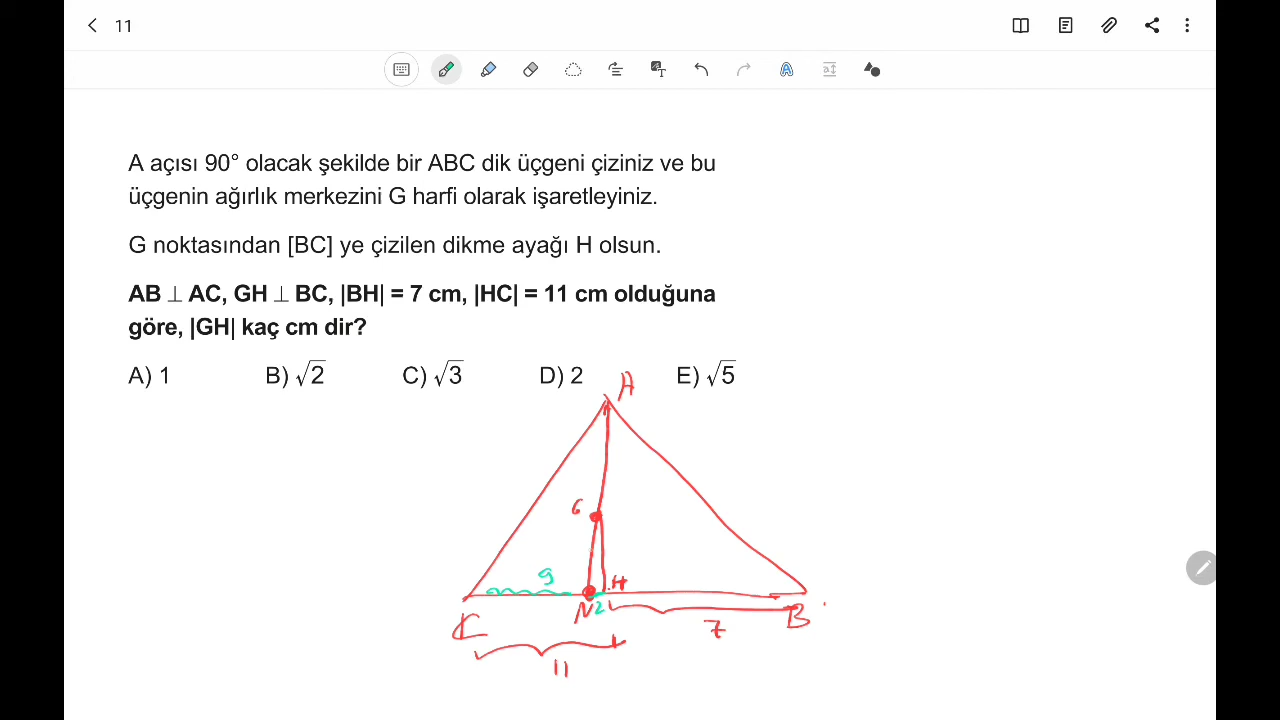 11
A açısı 90° olacak şekilde bir ABC dik üçgeni çiziniz ve bu
üçgenin ağırlık merkezini G harfi olarak işaretleyiniz.
G noktasından [BC] ye çizilen dikme ayağı H olsun.
AB ⊥ AC, GH ⊥ BC, |BH| = 7 cm, |HC| = 11 cm olduğuna
göre, |GH| kaç cm dir?
A) 1 B) √2 C) √3 D) 2 E) √5
A
G
9 H
C N 2 7 B
11